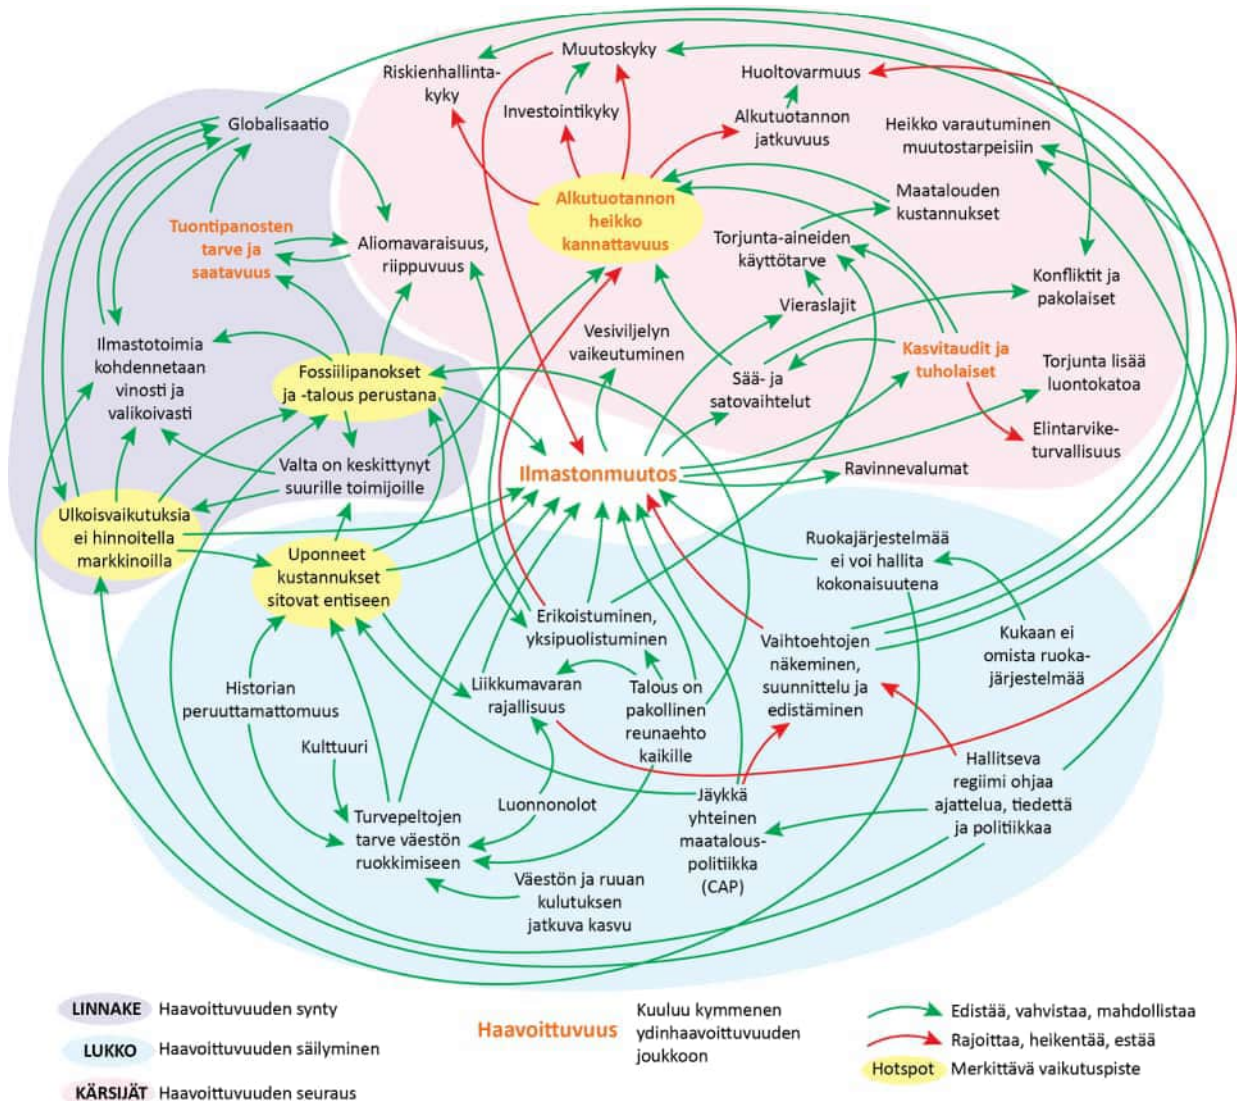 Muutoskyky
Riskienhallinta-
kyky
Huoltovarmuus
Investointikyky
Globalisaatio
Alkutuotannon
jatkuvuus
Heikko varautuminen
muutostarpeisiin
Alkutuotannon
heikko
kannattavuus
Maatalouden
kustannukset
Tuontipanosten
tarve ja
saatavuus
Aliomavaraisuus,
riippuvuus
Torjunta-aineiden
käyttötarve
Konfliktit ja
pakolaiset
Vieraslajit
Ilmastotoimia
kohdennetaan
vinosti ja
valikoivasti
Vesiviljelyn
vaikeutuminen
Kasvitaudit ja
tuholaiset
Fossiilipanokset
ja -talous perustana
Sää- ja
satovaihtelut
Torjunta lisää
luontokatoa
Elintarvike-
turvallisuus
Valta on keskittynyt
suurille toimijoille
Ilmastonmuutos
Ravinnevalumat
Ulkoisvaikutuksia
ei hinnoitella
markkinoilla
Uponneet
kustannukset
sitovat entiseen
Ruokajärjestelmää
ei voi hallita
kokonaisuutena
Erikoistuminen,
yksipuolistuminen
Vaihtoehtojen
näkeminen,
suunnittelu ja
edistäminen
Kukaan ei
omista ruoka-
järjestelmää
Historian
peruuttamattomuus
Liikkumavaran
rajallisuus
Talous on
pakollinen
reunaehto
kaikille
Kulttuuri
Hallitseva
regiimi ohjaa
ajattelua, tiedettä
ja politiikkaa
Luonnonolot
Jäykkä
yhteinen
maatalous-
politiikka
(CAP)
Turvepeltojen
tarve väestön
ruokkimiseen
Väestön ja ruuan
kulutuksen
jatkuva kasvu
LINNAKE Haavoittuvuuden synty
LUKKO Haavoittuvuuden säilyminen
KÄRSIJÄT Haavoittuvuuden seuraus
Haavoittuvuus
Kuuluu kymmenen
ydinhaavoittuvuuden
joukkoon
Edistää, vahvistaa, mahdollistaa
Rajoittaa, heikentää, estää
Hotspot Merkittävä vaikutuspiste